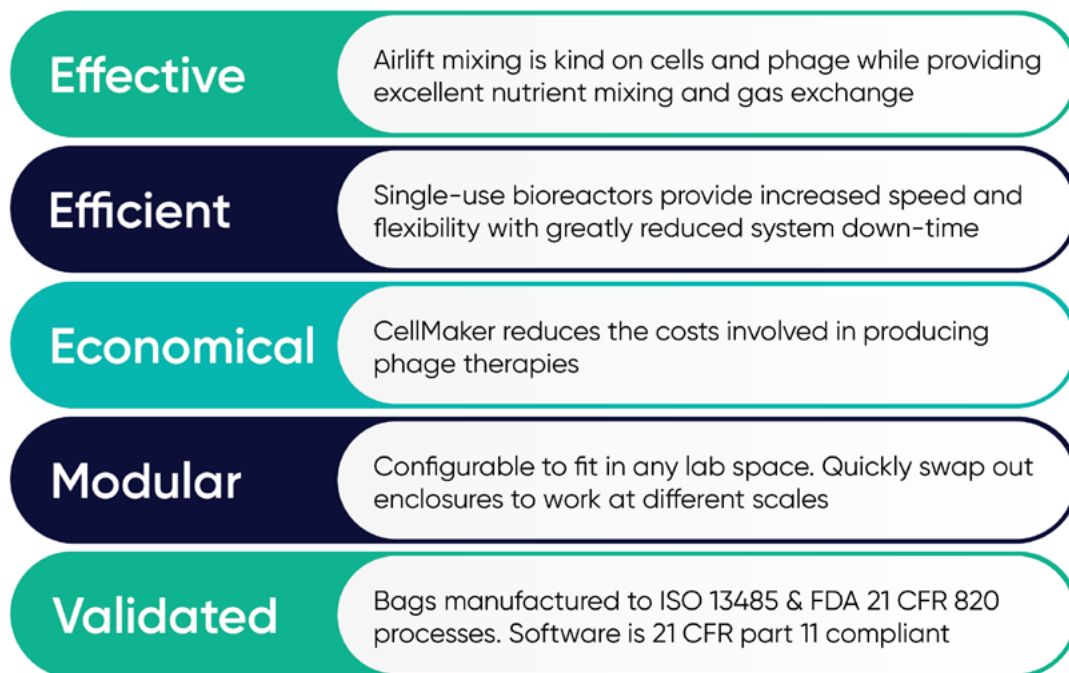 Effective
Airlift mixing is kind on cells and phage while providing
excellent nutrient mixing and gas exchange
Efficient
Single-use bioreactors provide increased speed and
flexibility with greatly reduced system down-time
Economical
CellMaker reduces the costs involved in producing
phage therapies
Modular
Configurable to fit in any lab space. Quickly swap out
enclosures to work at different scales
Validated
Bags manufactured to ISO 13485 & FDA 21 CFR 820
processes. Software is 21 CFR part 11 compliant